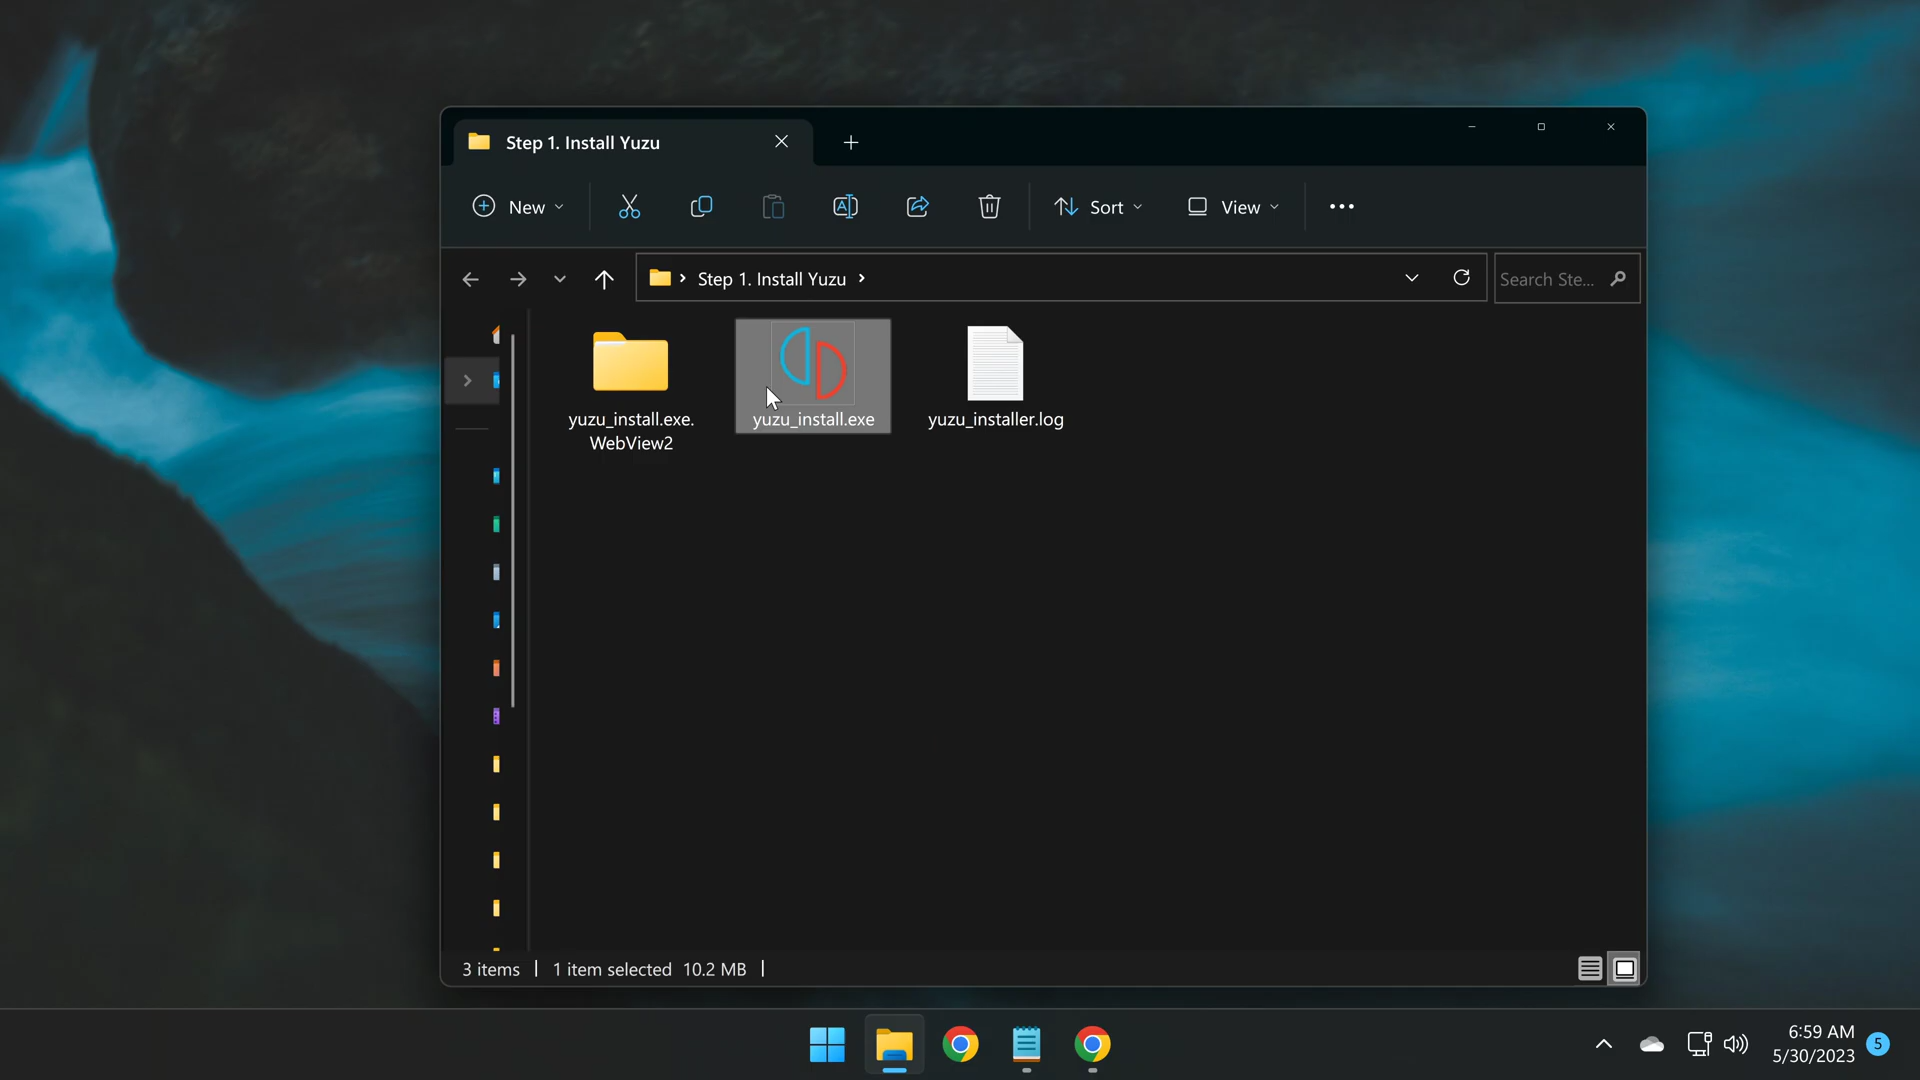 Step 1. Install Yuzu
New
Sort
View
Step 1. Install Yuzu
Search Ste...
yuzu_install.exe.
WebView2
yuzu_install.exe
yuzu_installer.log
3 items
1 item selected 10.2 MB
6:59 AM
5/30/2023
5